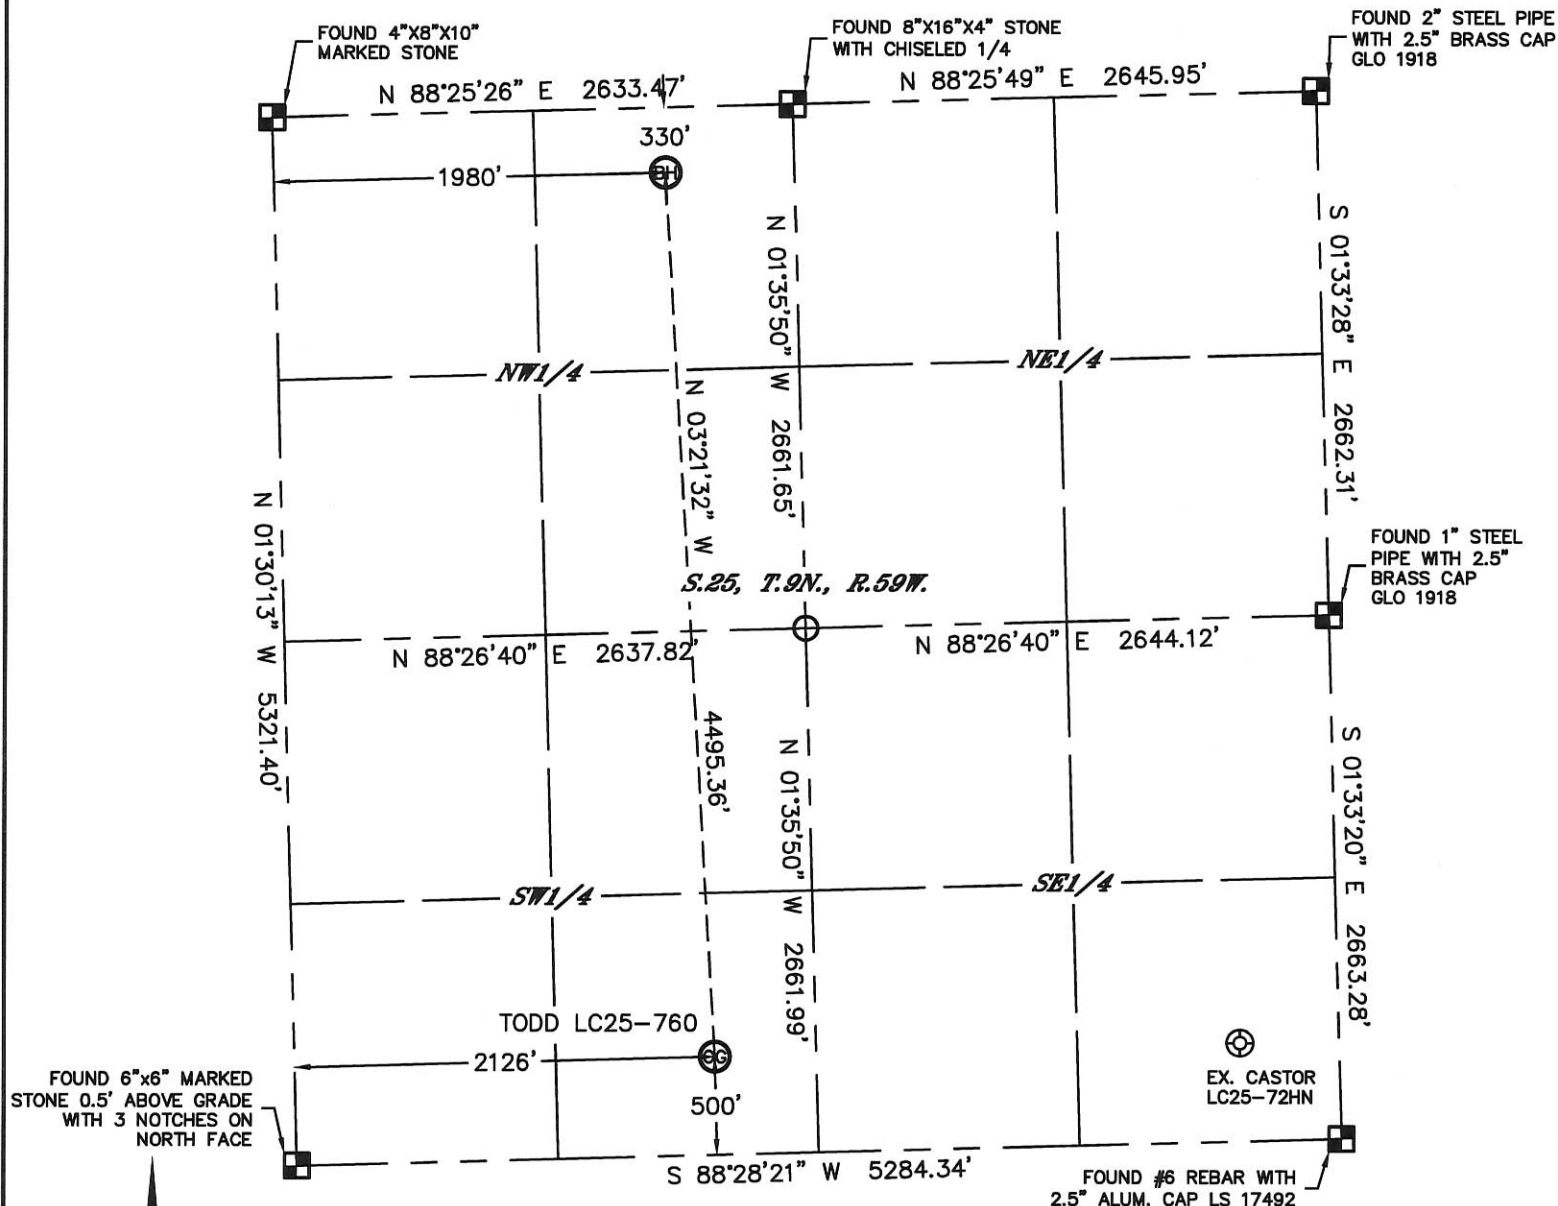 FOUND 4"X8"X10"
MARKED STONE
FOUND 8"X16"X4" STONE
WITH CHISELED 1/4
FOUND 2" STEEL PIPE
WITH 2.5" BRASS CAP
GLO 1918
N 88°25'26" E 2633.47'
N 88°25'49" E 2645.95'
330'
BH
1980'
N 01°35'50" W 2661.65'
S 01°33'28" E 2662.31'
NW1/4
NE1/4
N 03°21'32" W
4495.36'
N 01°30'13" W 5321.40'
FOUND 1" STEEL
PIPE WITH 2.5"
BRASS CAP
GLO 1918
S.25, T.9N., R.59W.
N 88°26'40" E 2637.82'
N 88°26'40" E 2644.12'
N 01°35'50" W 2661.99'
S 01°33'20" E 2663.28'
SW1/4
SE1/4
TODD LC25-760
2126'
500'
EX. CASTOR
LC25-72HN
FOUND 6"x6" MARKED
STONE 0.5' ABOVE GRADE
WITH 3 NOTCHES ON
NORTH FACE
S 88°28'21" W 5284.34'
FOUND #6 REBAR WITH
2.5" ALUM. CAP LS 17492